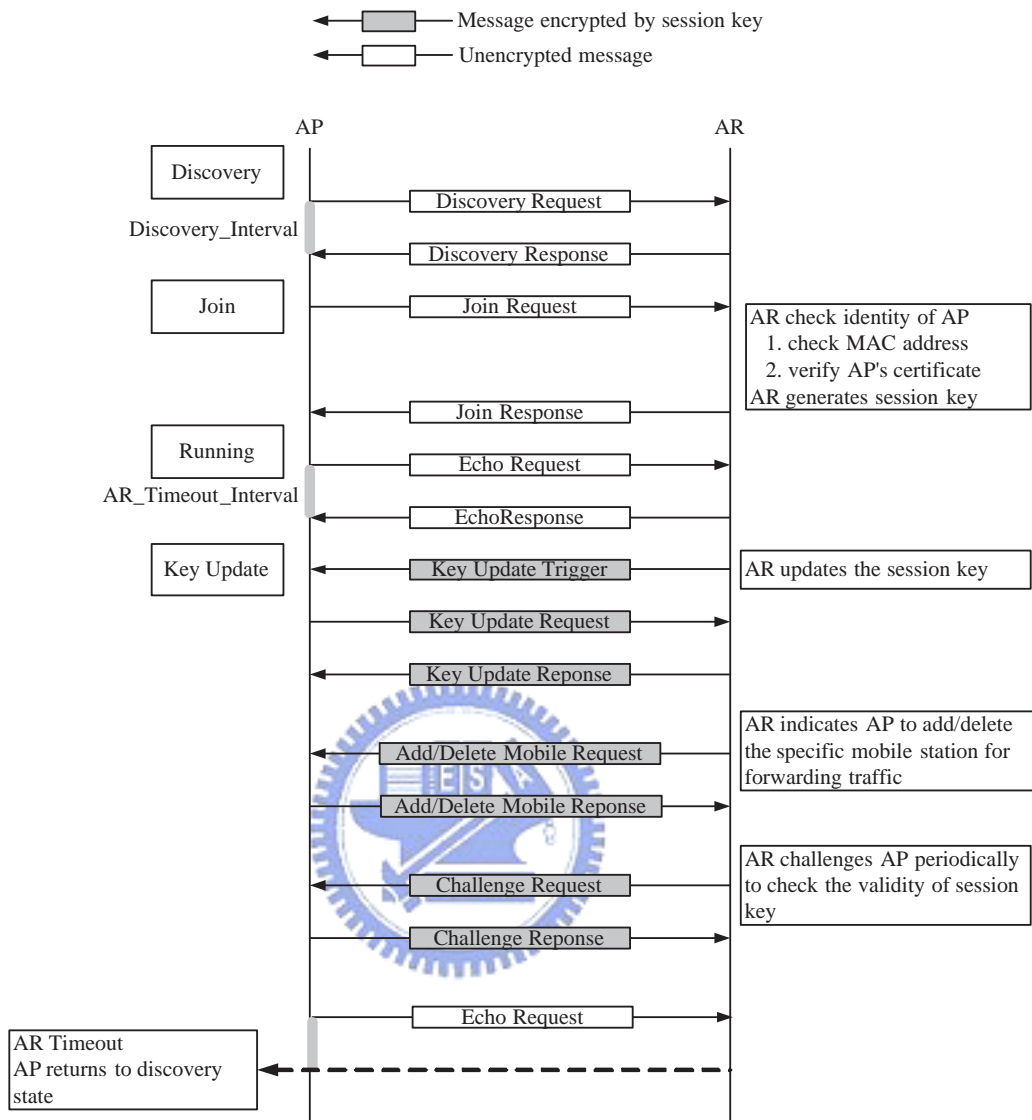 Message encrypted by session key
Unencrypted message
AP
AR
Discovery
Discovery Request
Discovery_Interval
Discovery Response
Join
Join Request
AR check identity of AP
1. check MAC address
2. verify AP's certificate
AR generates session key
Join Response
Running
Echo Request
AR_Timeout_Interval
EchoResponse
Key Update
Key Update Trigger
AR updates the session key
Key Update Request
Key Update Reponse
Add/Delete Mobile Request
AR indicates AP to add/delete
the specific mobile station for
forwarding traffic
E S
A
Add/Delete Mobile Reponse
Challenge Request
AR challenges AP periodically
to check the validity of session
key
Challenge Reponse
Echo Request
AR Timeout
AP returns to discovery
state